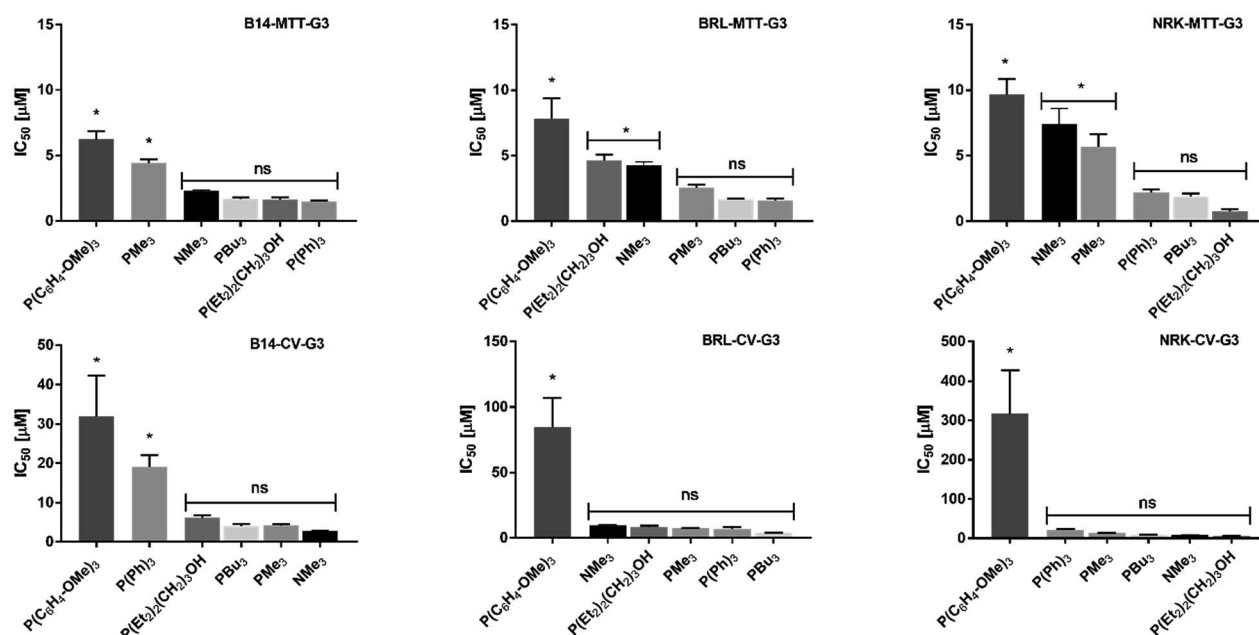 B14-MTT-G3
IC50 [µM]
15
10
5
0
*
*
ns
P(C6H4-OMe)3
PMe3
NMe3
PBu3
P(Et2)2(CH2)3OH
P(Ph)3
BRL-MTT-G3
IC50 [µM]
15
10
5
0
*
*
ns
P(C6H4-OMe)3
P(Et2)2(CH2)3OH
NMe3
PMe3
PBu3
P(Ph)3
NRK-MTT-G3
IC50 [µM]
15
10
5
0
*
*
ns
P(C6H4-OMe)3
NMe3
PMe3
P(Ph)3
PBu3
P(Et2)2(CH2)3OH
B14-CV-G3
IC50 [µM]
50
40
30
20
10
0
*
*
ns
P(C6H4-OMe)3
P(Ph)3
P(Et2)2(CH2)3OH
PBu3
PMe3
NMe3
BRL-CV-G3
IC50 [µM]
150
100
50
0
*
ns
P(C6H4-OMe)3
NMe3
P(Et2)2(CH2)3OH
PMe3
P(Ph)3
PBu3
NRK-CV-G3
IC50 [µM]
500
400
300
200
100
0
*
ns
P(C6H4-OMe)3
P(Ph)3
PMe3
PBu3
NMe3
P(Et2)2(CH2)3OH